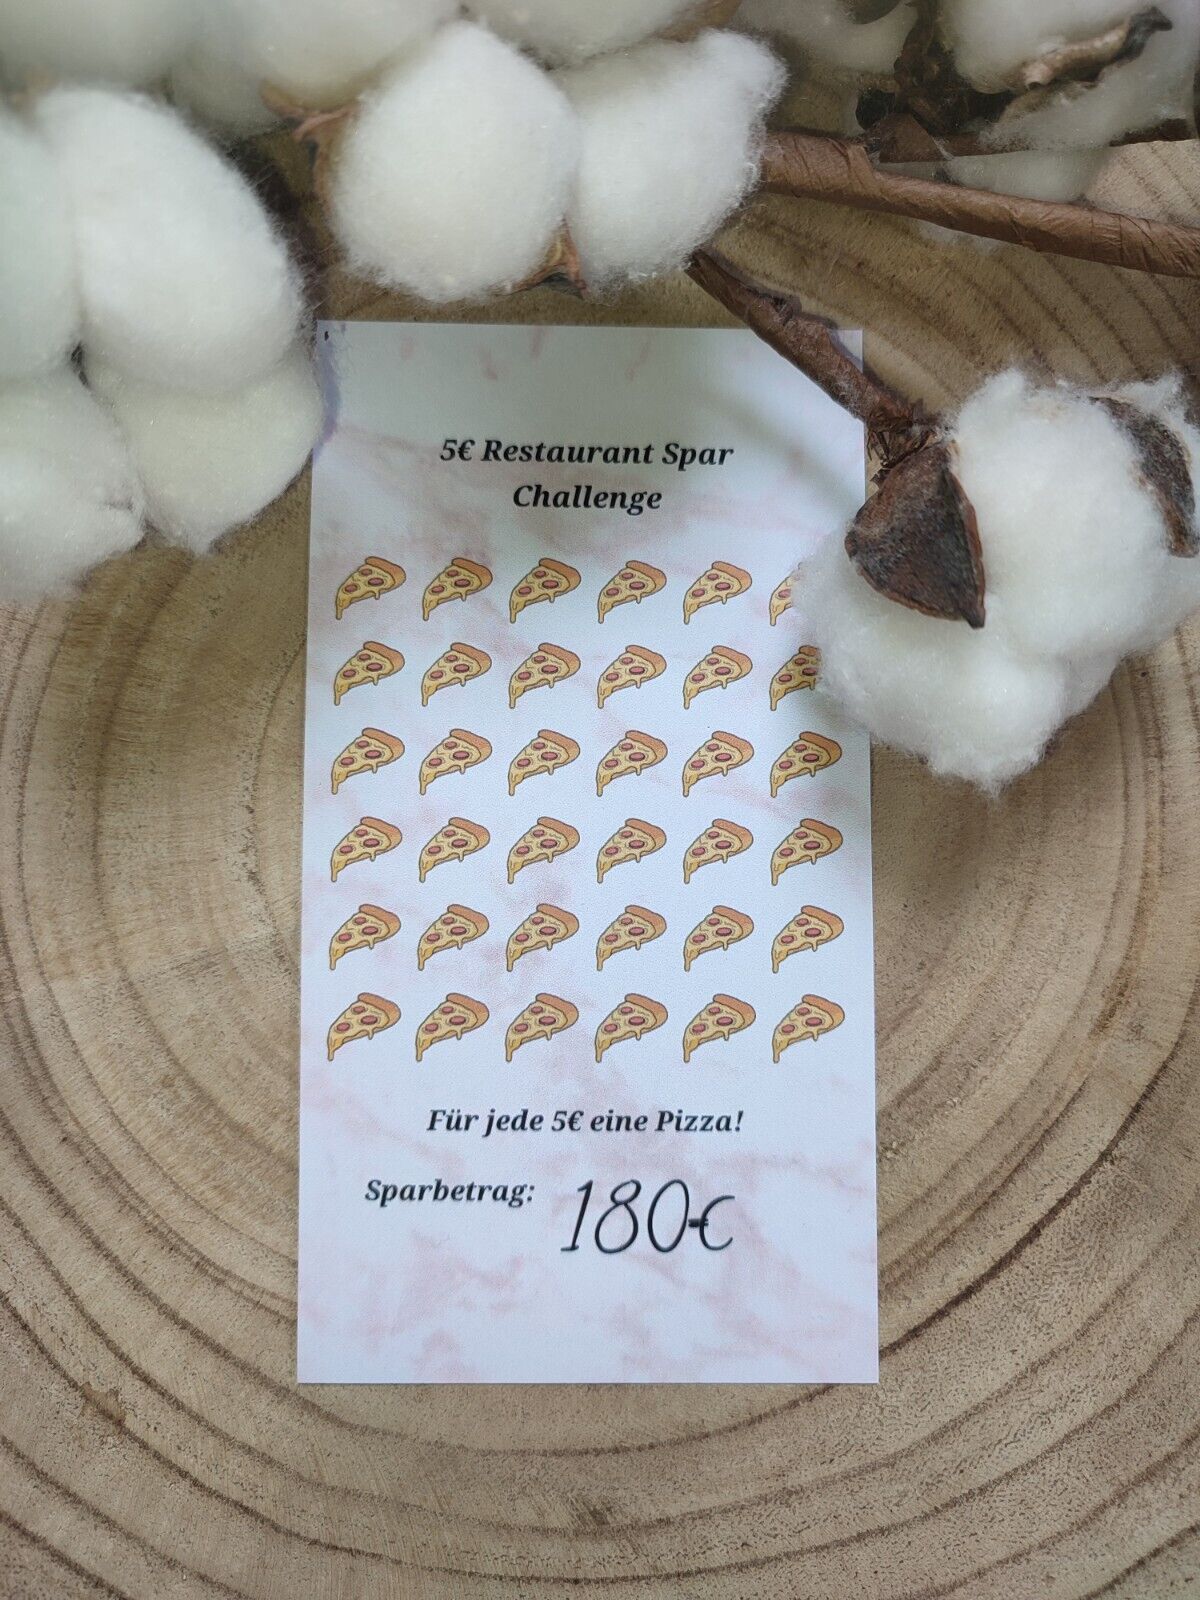 5€ Restaurant Spar
Challenge
Für jede 5€ eine Pizza!
Sparbetrag: 180€